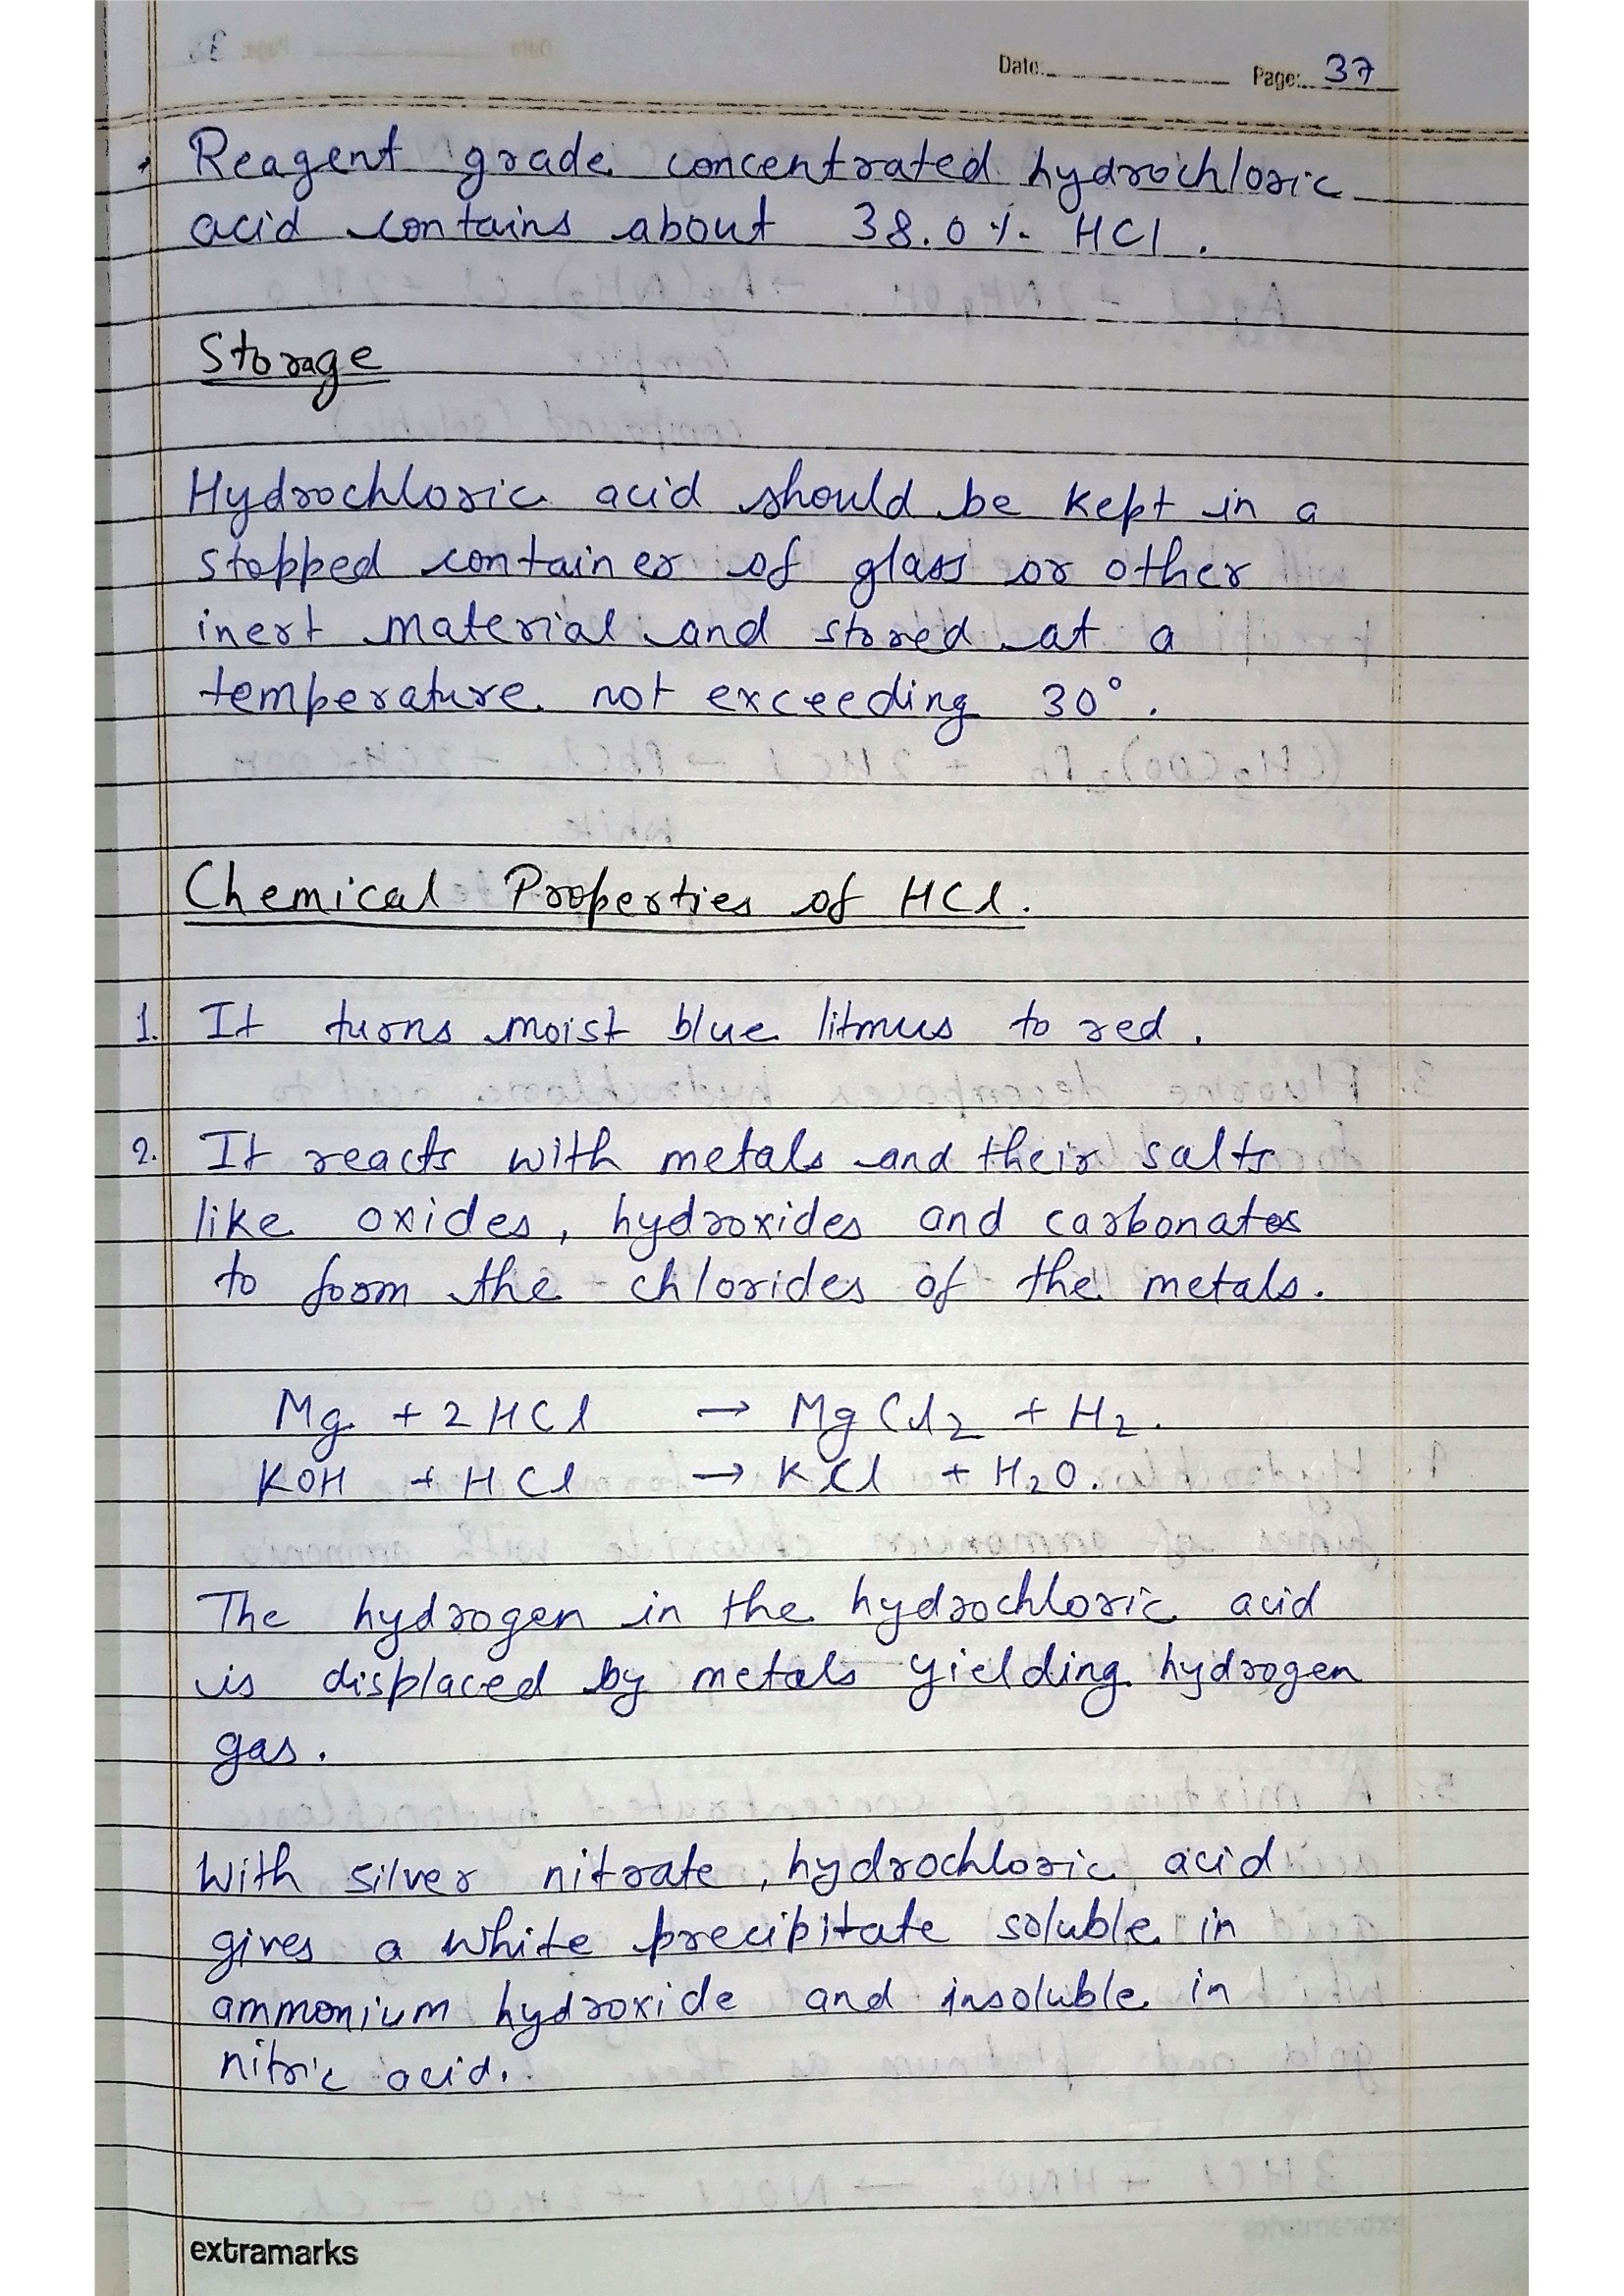 Date: Page: 37
• Reagent grade concentrated hydrochloric
acid contains about 38.0 % HCl.
Storage
Hydrochloric acid should be kept in a
stopped container of glass or other
inert material and stored at a
temperature not exceeding 30°.
Chemical Properties of HCl.
1. It turns moist blue litmus to red.
2. It reacts with metals and their salts
like oxides, hydroxides and carbonates
to form the chlorides of the metals.
Mg + 2HCl → MgCl2 + H2.
KOH + HCl → KCl + H2O.
The hydrogen in the hydrochloric acid
is displaced by metals yielding hydrogen
gas.
With silver nitrate, hydrochloric acid
gives a white precipitate soluble in
ammonium hydroxide and insoluble in
nitric acid.
extramarks